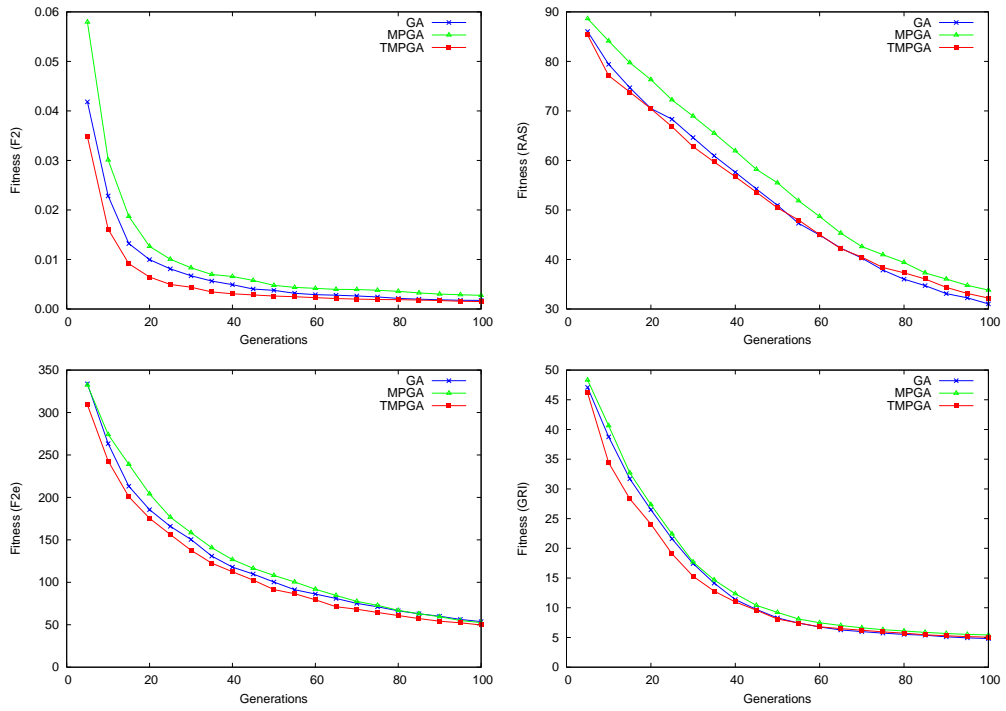 0.06
0.05
0.04
0.03
0.02
0.01
0.00
Fitness (F2)
0 20 40 60 80 100
Generations
GA
MPGA
TMPGA
90
80
70
60
50
40
30
Fitness (RAS)
0 20 40 60 80 100
Generations
GA
MPGA
TMPGA
350
300
250
200
150
100
50
0
Fitness (F2e)
0 20 40 60 80 100
Generations
GA
MPGA
TMPGA
50
45
40
35
30
25
20
15
10
5
0
Fitness (GRI)
0 20 40 60 80 100
Generations
GA
MPGA
TMPGA